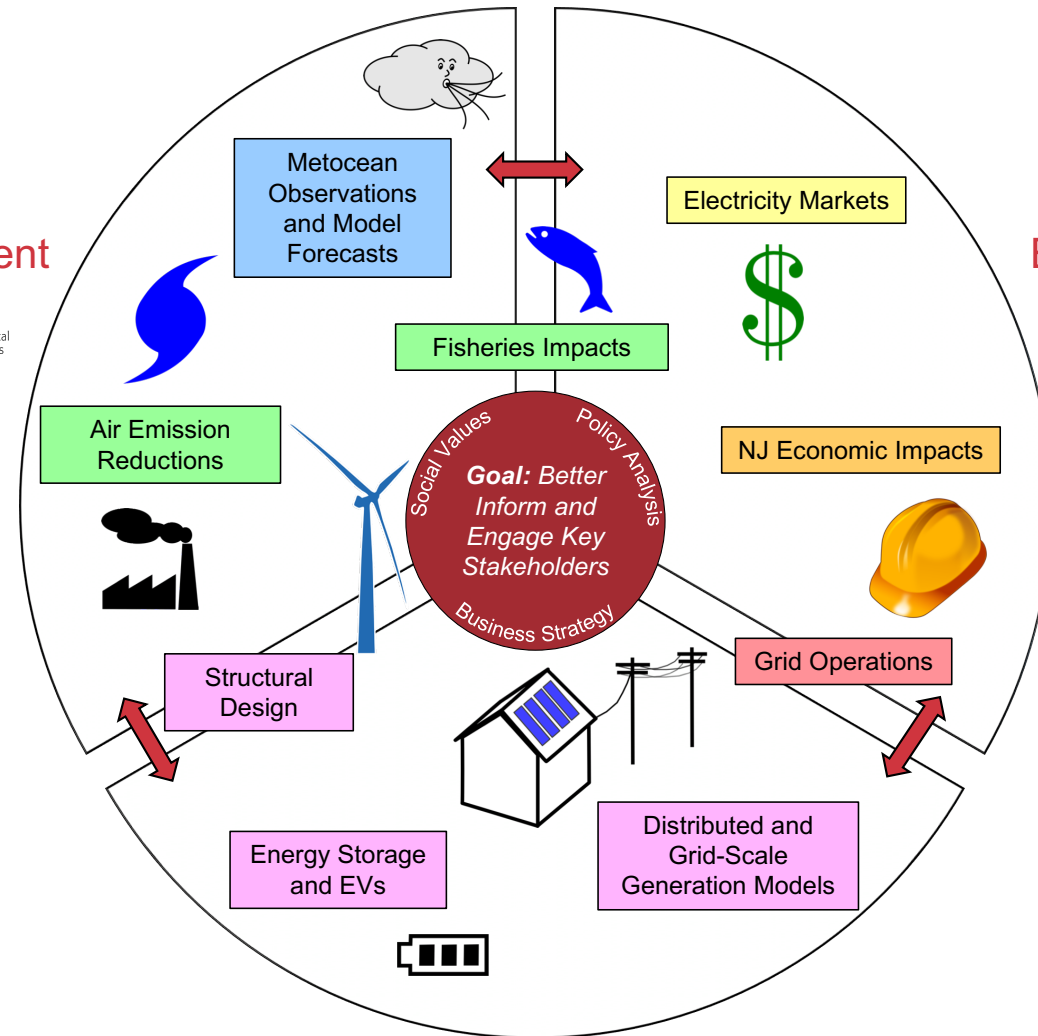 Metocean
Observations
and Model
Forecasts
Electricity Markets
Fisheries Impacts
Air Emission
Reductions
NJ Economic Impacts
Social Values
Policy Analysis
Goal: Better
Inform and
Engage Key
Stakeholders
Business Strategy
Structural
Design
Grid Operations
Energy Storage
and EVs
Distributed and
Grid-Scale
Generation Models